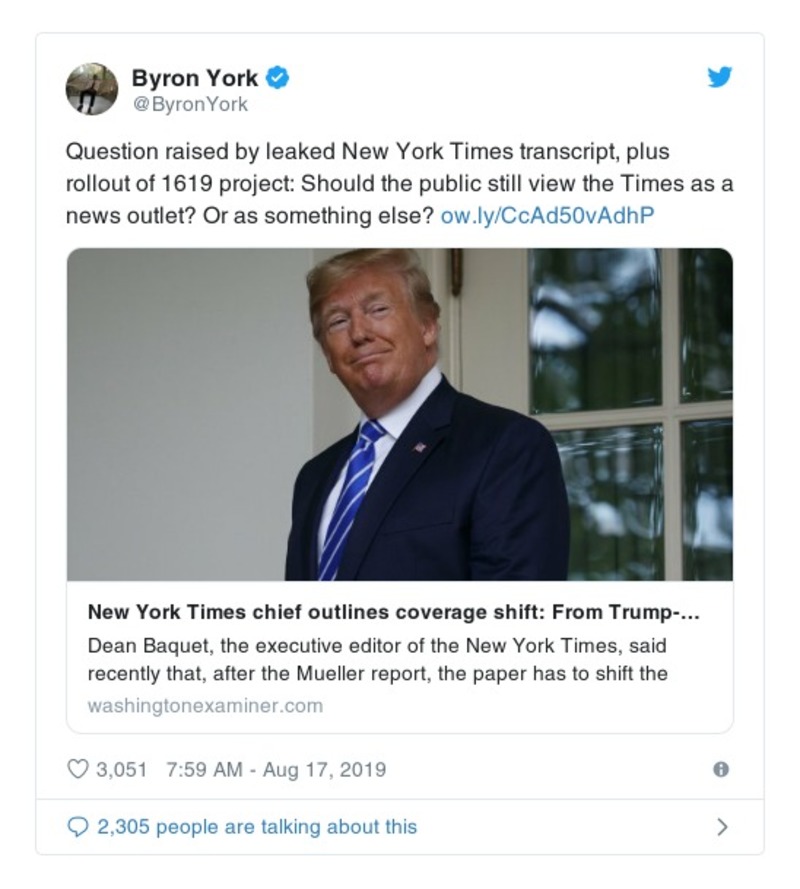 Byron York
@ByronYork
Question raised by leaked New York Times transcript, plus
rollout of 1619 project: Should the public still view the Times as a
news outlet? Or as something else? ow.ly/CcAd50vAdhP
New York Times chief outlines coverage shift: From Trump-...
Dean Baquet, the executive editor of the New York Times, said
recently that, after the Mueller report, the paper has to shift the
washingtonexaminer.com
3,051 7:59 AM - Aug 17, 2019
2,305 people are talking about this